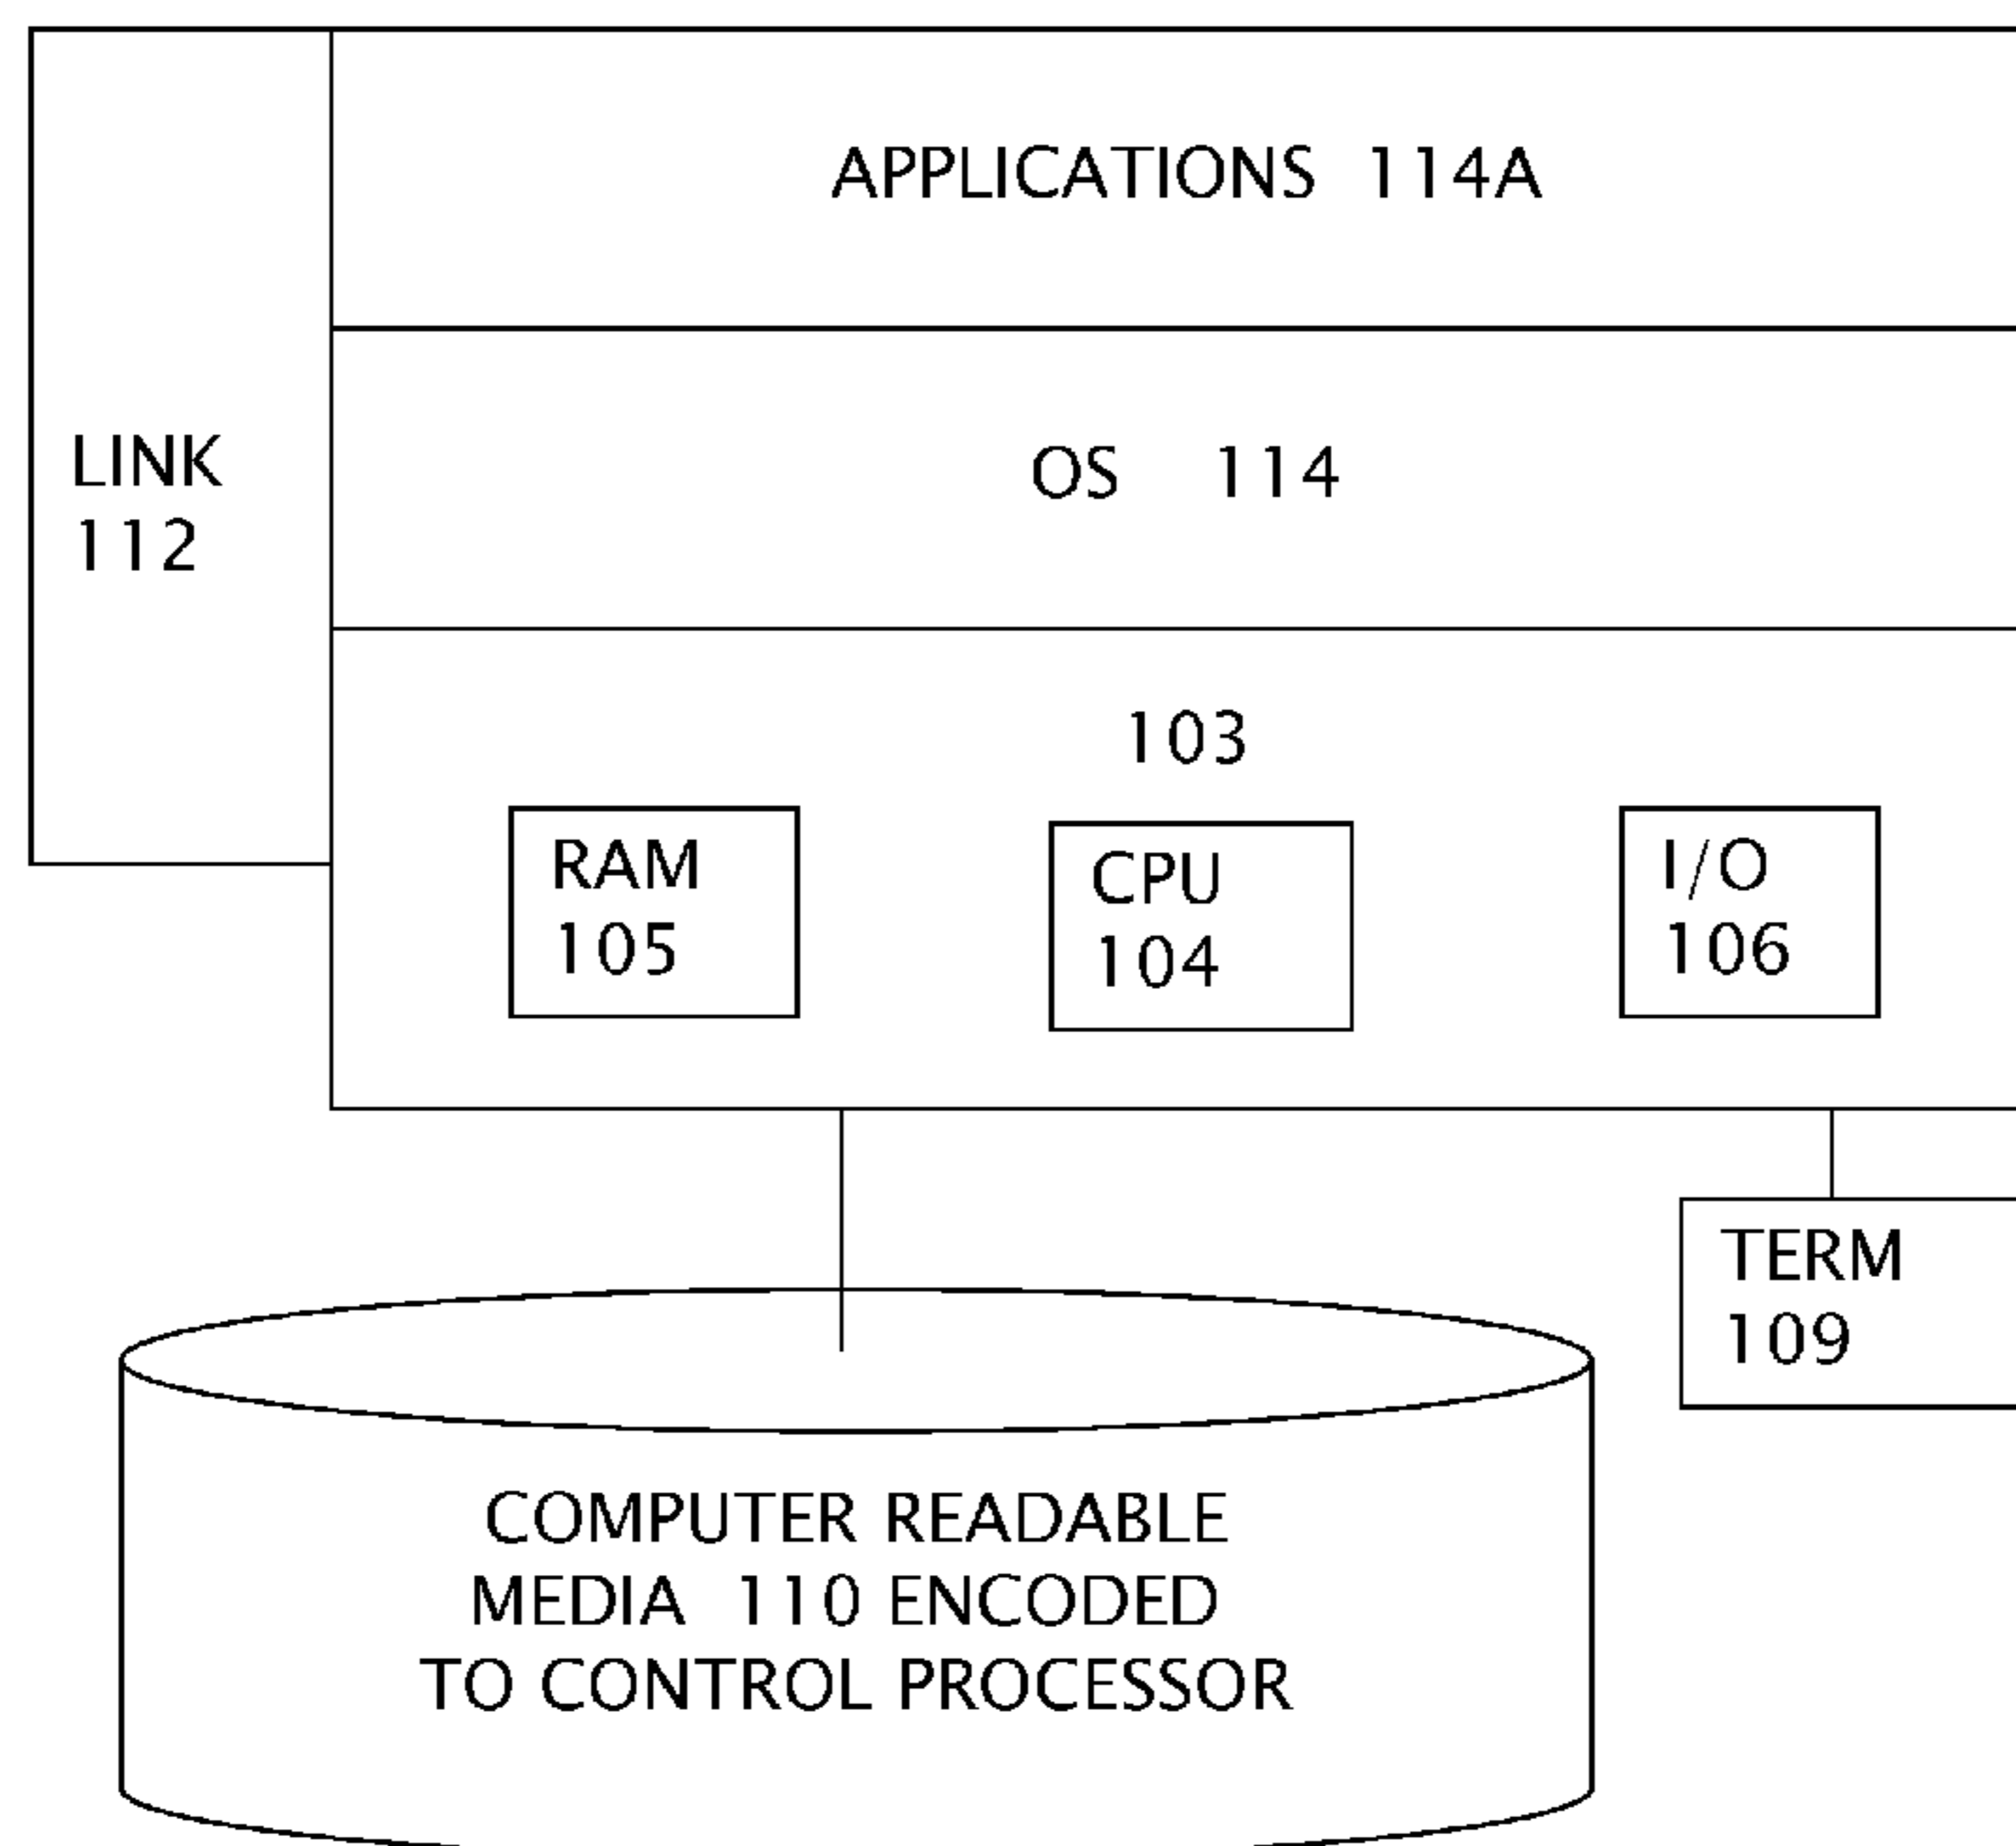 APPLICATIONS 114A
LINK
112
OS 114
103
RAM
105
CPU
104
I/O
106
TERM
109
COMPUTER READABLE
MEDIA 110 ENCODED
TO CONTROL PROCESSOR